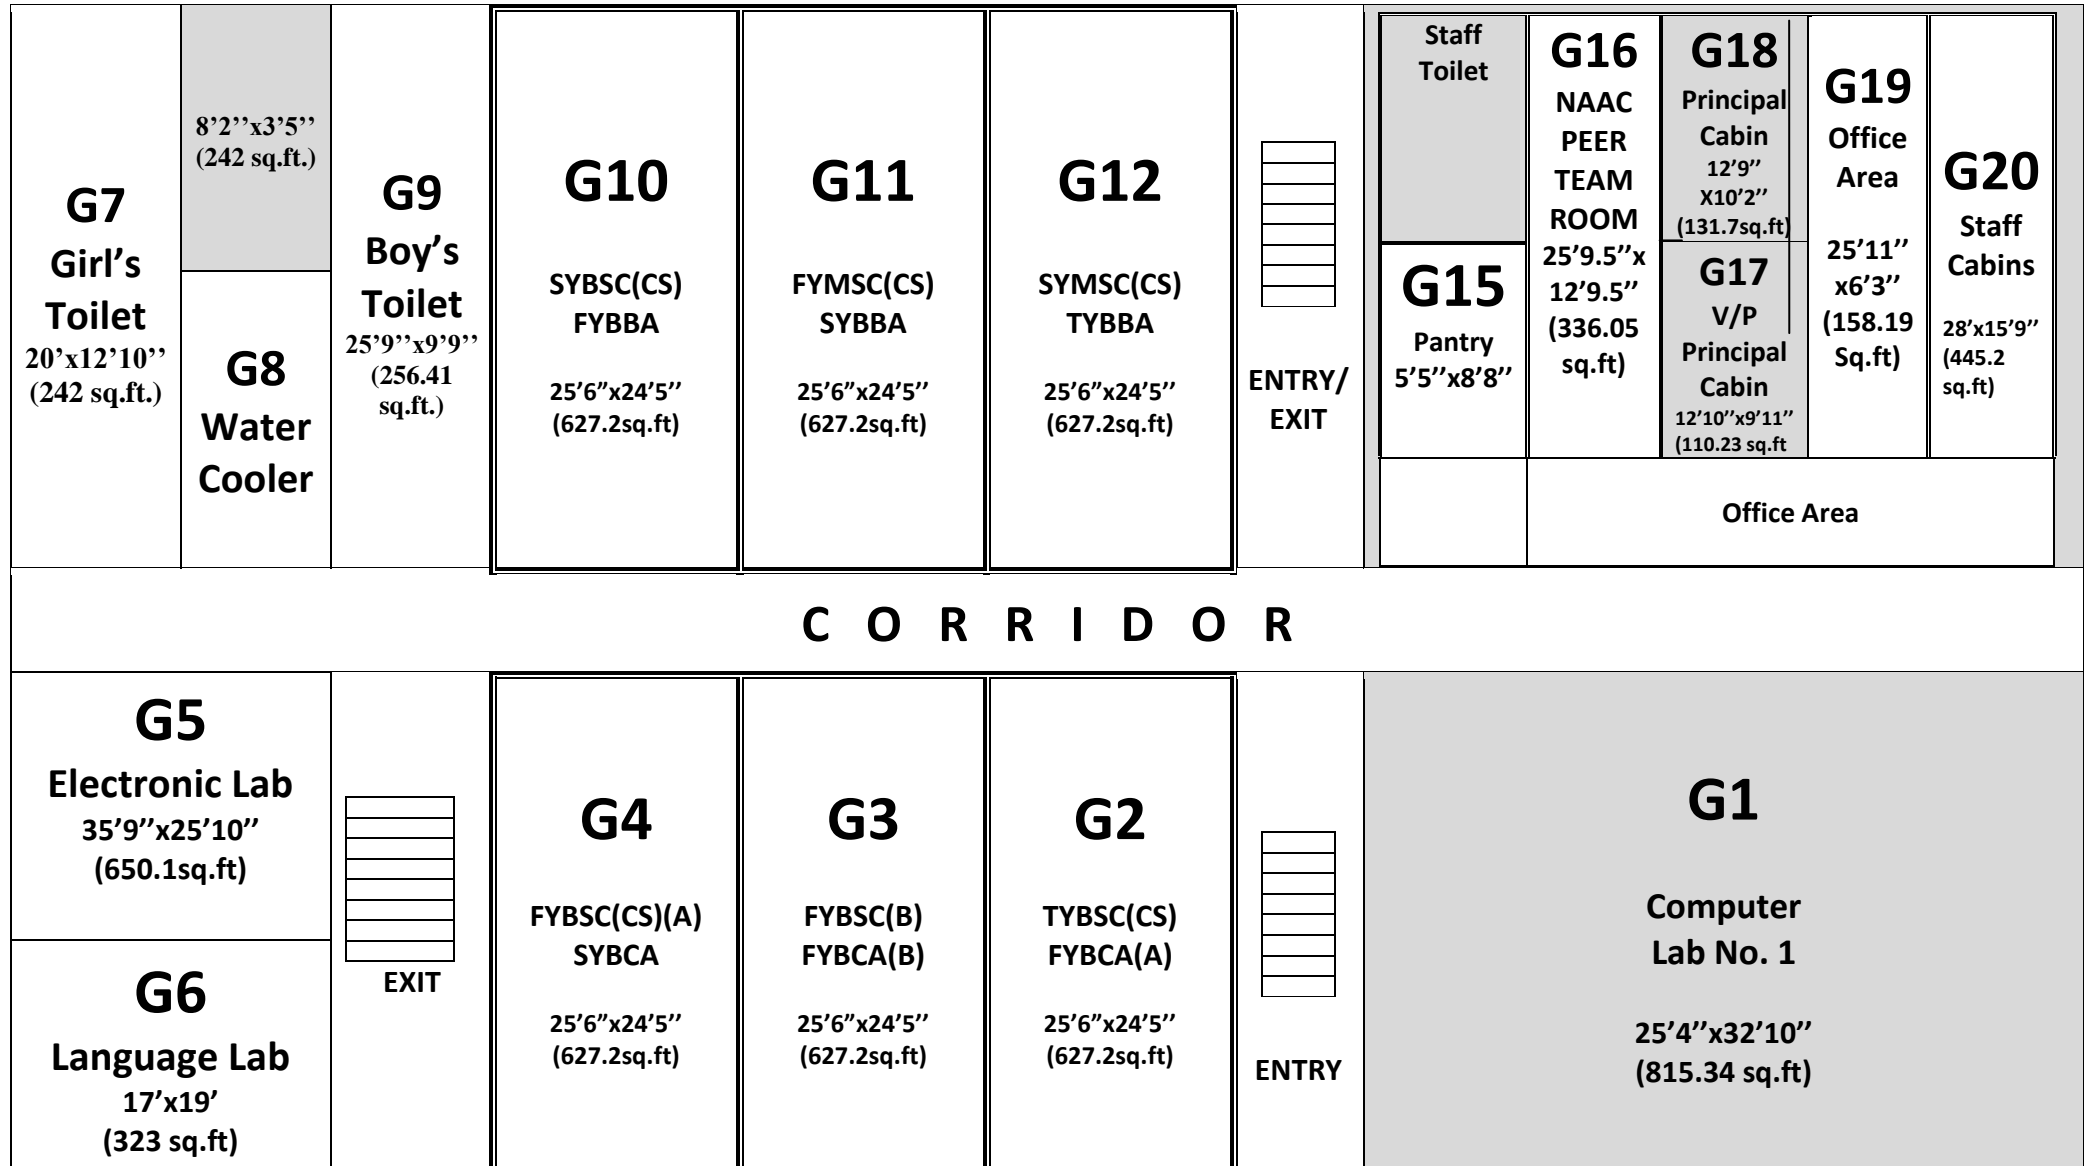 G7
Girl’s
Toilet
20’x12’10’’
(242 sq.ft.)
8’2’’x3’5’’
(242 sq.ft.)
G8
Water
Cooler
G9
Boy’s
Toilet
25’9’’x9’9’’
(256.41
sq.ft.)
G10
SYBSC(CS)
FYBBA
25’6”x24’5’’
(627.2sq.ft)
G11
FYMSC(CS)
SYBBA
25’6”x24’5’’
(627.2sq.ft)
G12
SYMSC(CS)
TYBBA
25’6”x24’5’’
(627.2sq.ft)
ENTRY/
EXIT
Staff
Toilet
G15
Pantry
5’5’’x8’8’’
G16
NAAC
PEER
TEAM
ROOM
25’9.5’’x
12’9.5’’
(336.05
sq.ft)
G18
Principal
Cabin
12’9’’
X10’2’’
(131.7sq.ft)
G17
V/P
Principal
Cabin
12’10’’x9’11’’
(110.23 sq.ft
G19
Office
Area
25’11’’
x6’3’’
(158.19
Sq.ft)
G20
Staff
Cabins
28’x15’9’’
(445.2
sq.ft)
Office Area
C O R R I D O R
G5
Electronic Lab
35’9’’x25’10’’
(650.1sq.ft)
G6
Language Lab
17’x19’
(323 sq.ft)
EXIT
G4
FYBSC(CS)(A)
SYBCA
25’6”x24’5’’
(627.2sq.ft)
G3
FYBSC(B)
FYBCA(B)
25’6”x24’5’’
(627.2sq.ft)
G2
TYBSC(CS)
FYBCA(A)
25’6”x24’5’’
(627.2sq.ft)
ENTRY
G1
Computer
Lab No. 1
25’4’’x32’10’’
(815.34 sq.ft)